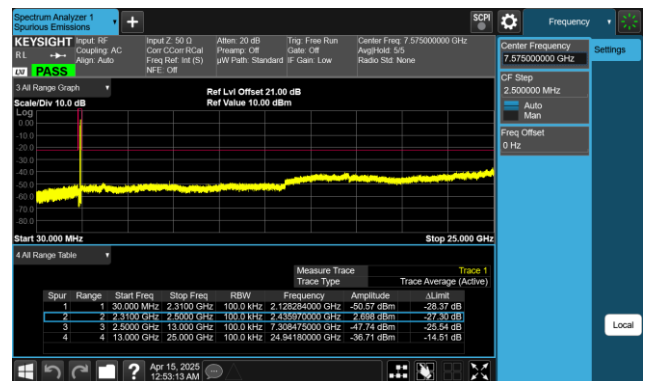 Spectrum Analyzer 1
Spurious Emissions
SCPI
Frequency
KEYSIGHT Input: RF Input Z: 50 Ω Atten: 20 dB Trig: Free Run Center Freq: 7.575000000 GHz
RL Coupling: AC Corr CCorr RCal Preamp: Off Gate: Off Avg|Hold: 5/5
Align: Auto Freq Ref: Int (S) µW Path: Standard IF Gain: Low Radio Std: None
NFE: Off
LM PASS
Center Frequency
7.575000000 GHz
Settings
CF Step
2.500000 MHz
Auto
Man
Freq Offset
0 Hz
3 All Range Graph
Ref Lvl Offset 21.00 dB
Scale/Div 10.0 dB Ref Value 10.00 dBm
Log
0.00
-10.0
-20.0
-30.0
-40.0
-50.0
-60.0
-70.0
-80.0
Start 30.000 MHz Stop 25.000 GHz
4 All Range Table
Measure Trace Trace 1
Trace Type Trace Average (Active)
Spur Range Start Freq Stop Freq RBW Frequency Amplitude ΔLimit
1 1 30.000 MHz 2.3100 GHz 100.0 kHz 2.128284000 GHz -50.57 dBm -28.37 dB
2 2 2.3100 GHz 2.5000 GHz 100.0 kHz 2.435970000 GHz 2.698 dBm -27.30 dB
3 3 2.5000 GHz 13.000 GHz 100.0 kHz 7.308475000 GHz -47.74 dBm -25.54 dB
4 4 13.000 GHz 25.000 GHz 100.0 kHz 24.94180000 GHz -36.71 dBm -14.51 dB
Local
Apr 15, 2025
12:53:13 AM